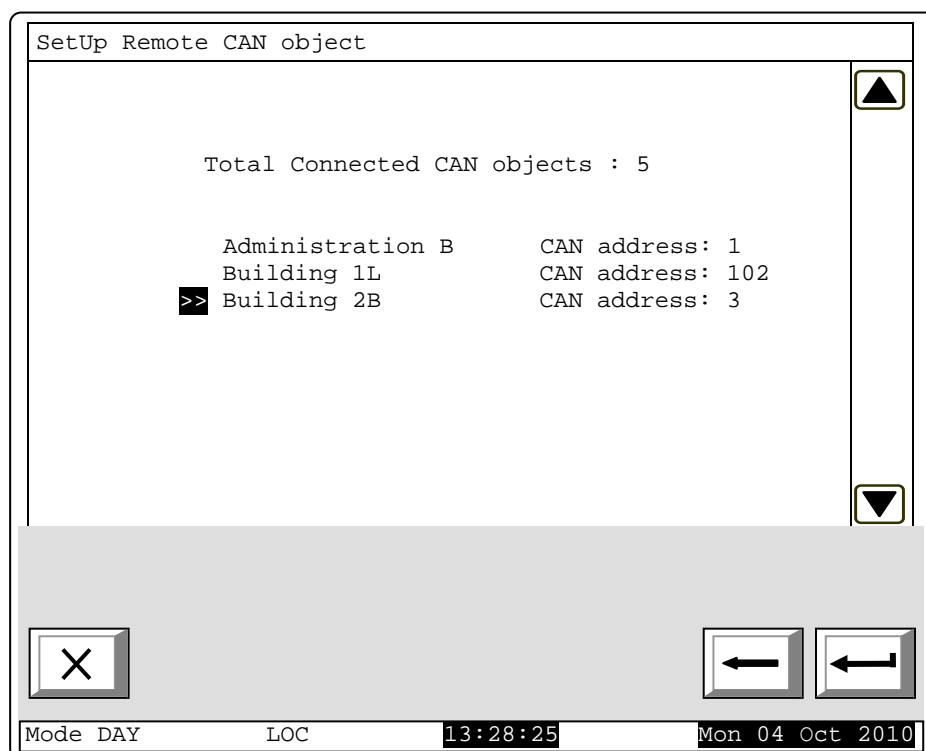 SetUp Remote CAN object
Total Connected CAN objects : 5
Administration B CAN address: 1
Building 1L CAN address: 102
>> Building 2B CAN address: 3
Mode DAY LOC 13:28:25 Mon 04 Oct 2010